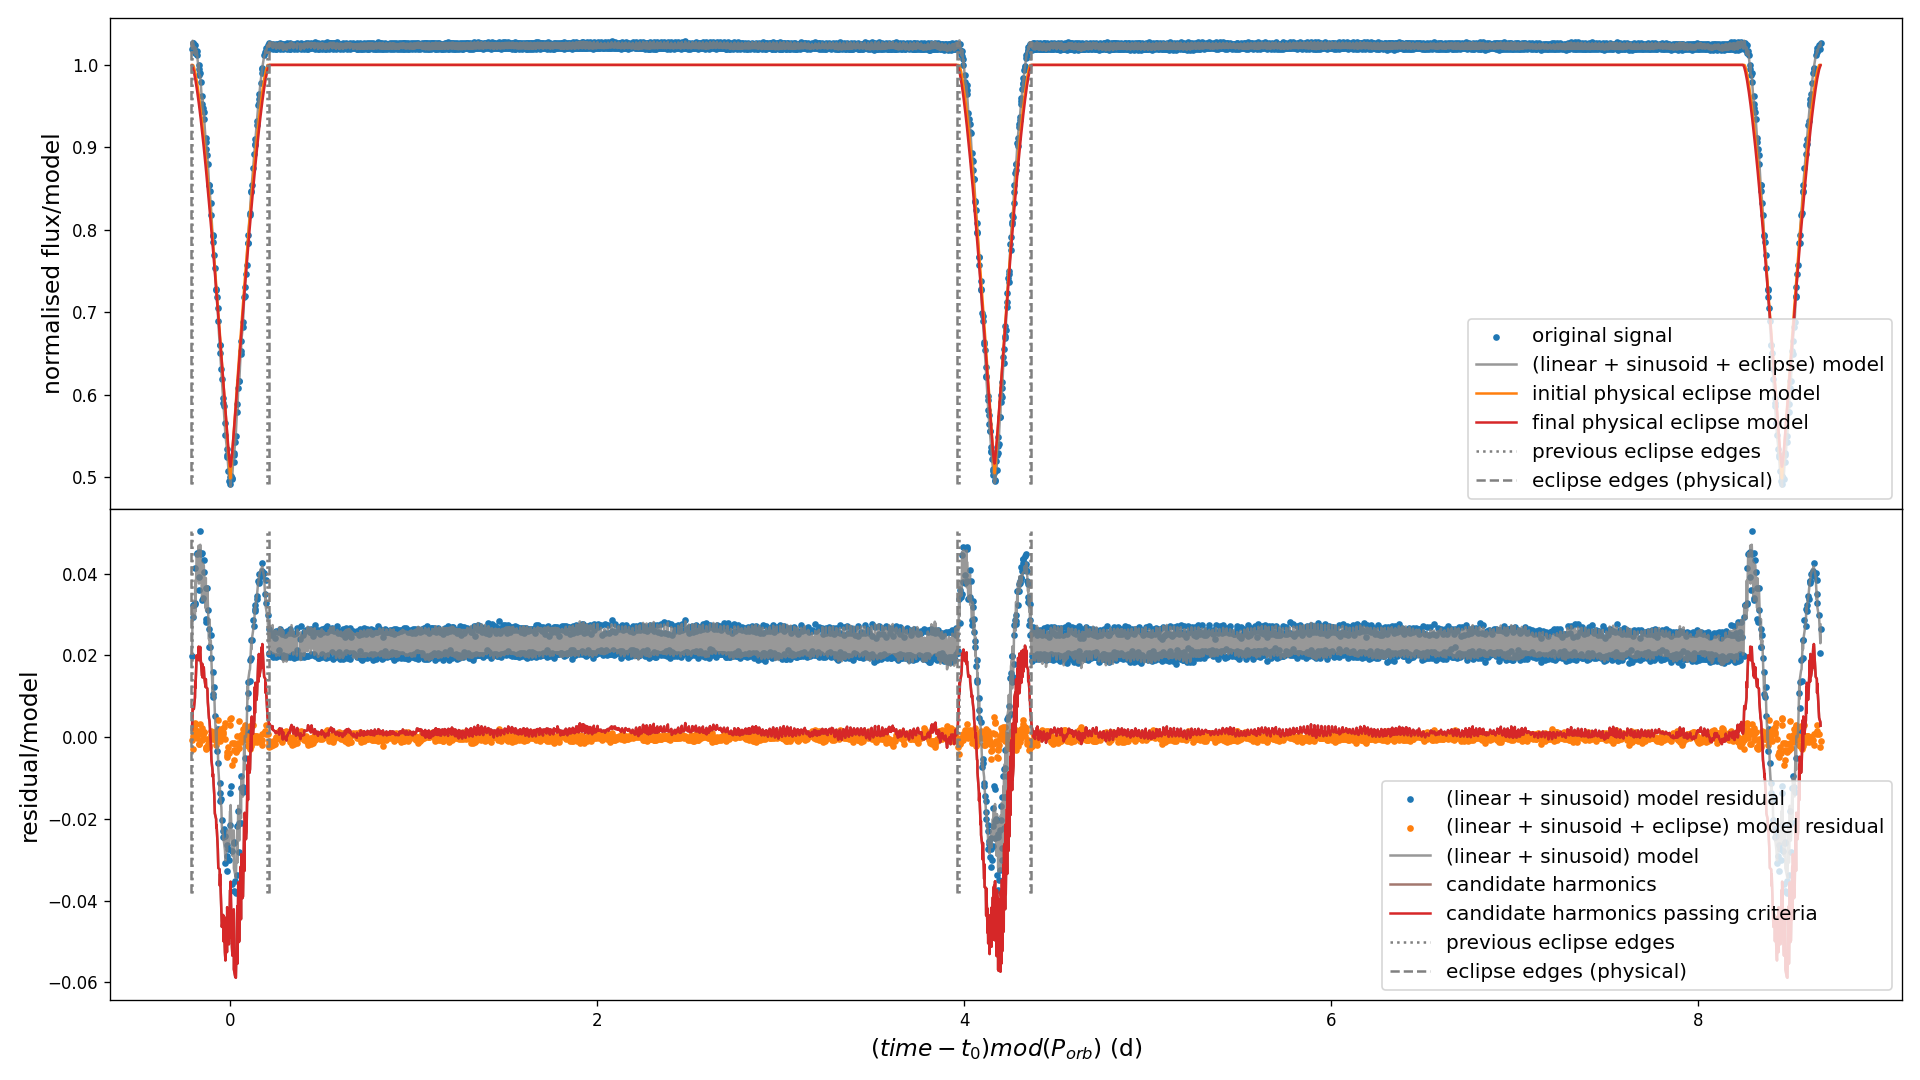 normalised flux/model
1.0
0.9
0.8
0.7
0.6
0.5
original signal
(linear + sinusoid + eclipse) model
initial physical eclipse model
final physical eclipse model
previous eclipse edges
eclipse edges (physical)
residual/model
0.04
0.02
0.00
−0.02
−0.04
−0.06
(linear + sinusoid) model residual
(linear + sinusoid + eclipse) model residual
(linear + sinusoid) model
candidate harmonics
candidate harmonics passing criteria
previous eclipse edges
eclipse edges (physical)
0 2 4 6 8
(time − t₀)mod(P_orb) (d)